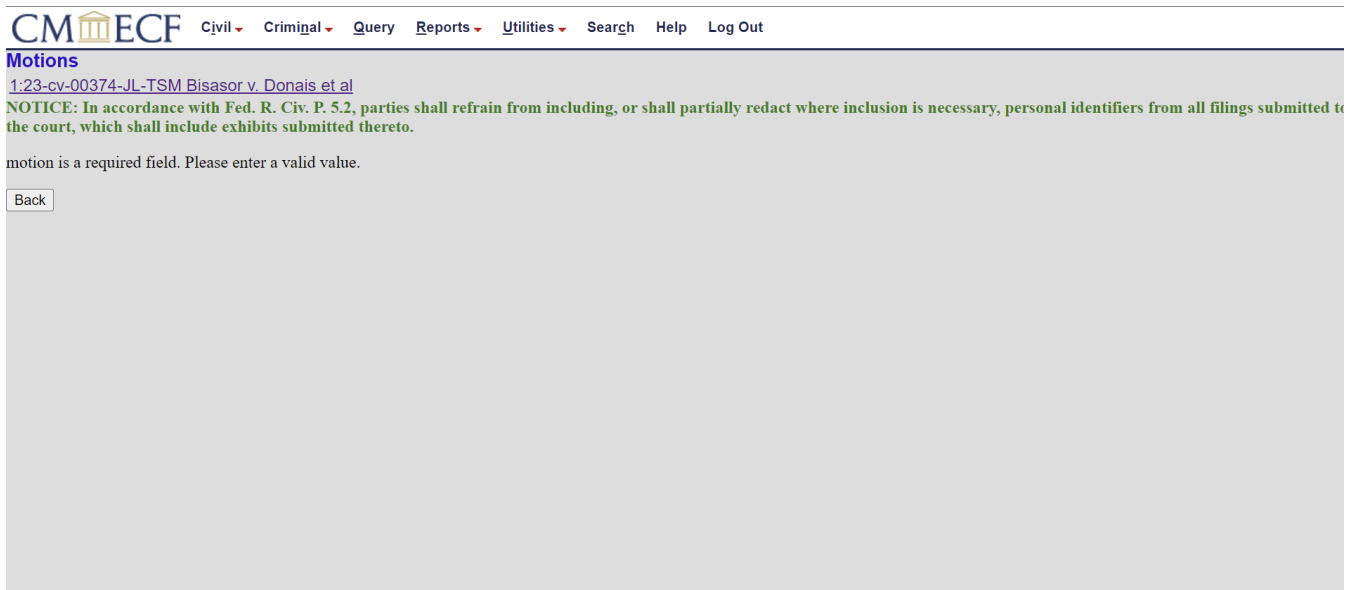 CM ECF Civil Criminal Query Reports Utilities Search Help Log Out
Motions
1:23-cv-00374-JL-TSM Bisasor v. Donais et al
NOTICE: In accordance with Fed. R. Civ. P. 5.2, parties shall refrain from including, or shall partially redact where inclusion is necessary, personal identifiers from all filings submitted to
the court, which shall include exhibits submitted thereto.
motion is a required field. Please enter a valid value.
Back